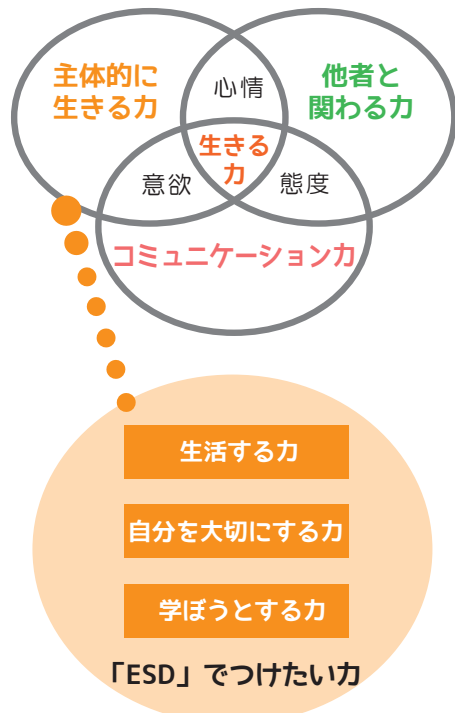 主体的に
生きる力
心情
他者と
関わる力
生きる
力
意欲
態度
コミュニケーション力
生活する力
自分を大切にする力
学ぼうとする力
「ESD」でつけたい力